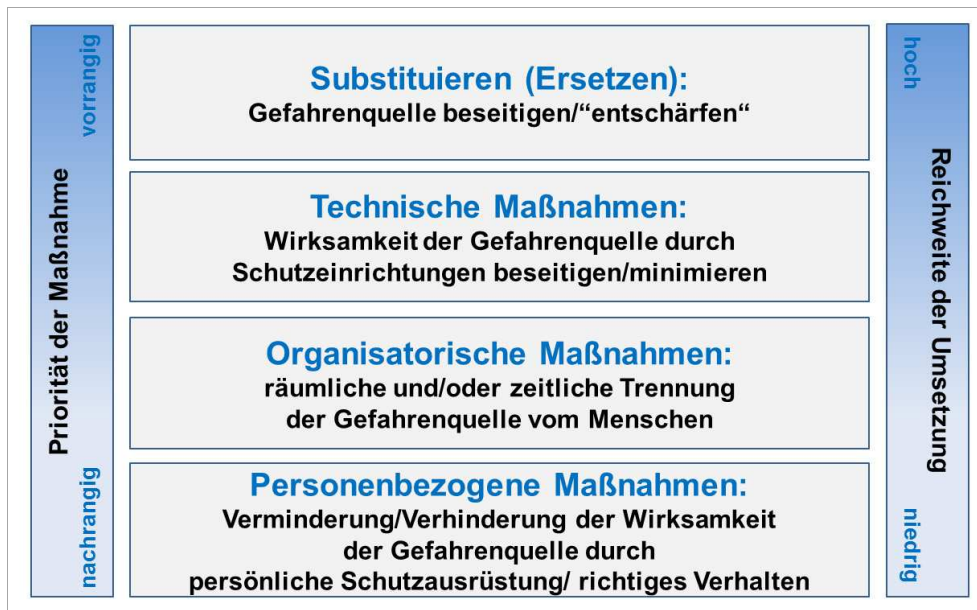 vorrangig
Priorität der Maßnahme
nachrangig
Substituieren (Ersetzen):
Gefahrenquelle beseitigen/“entschärfen“
Technische Maßnahmen:
Wirksamkeit der Gefahrenquelle durch
Schutzeinrichtungen beseitigen/minimieren
Organisatorische Maßnahmen:
räumliche und/oder zeitliche Trennung
der Gefahrenquelle vom Menschen
Personenbezogene Maßnahmen:
Verminderung/Verhinderung der Wirksamkeit
der Gefahrenquelle durch
persönliche Schutzausrüstung/ richtiges Verhalten
hoch
Reichweite der Umsetzung
niedrig